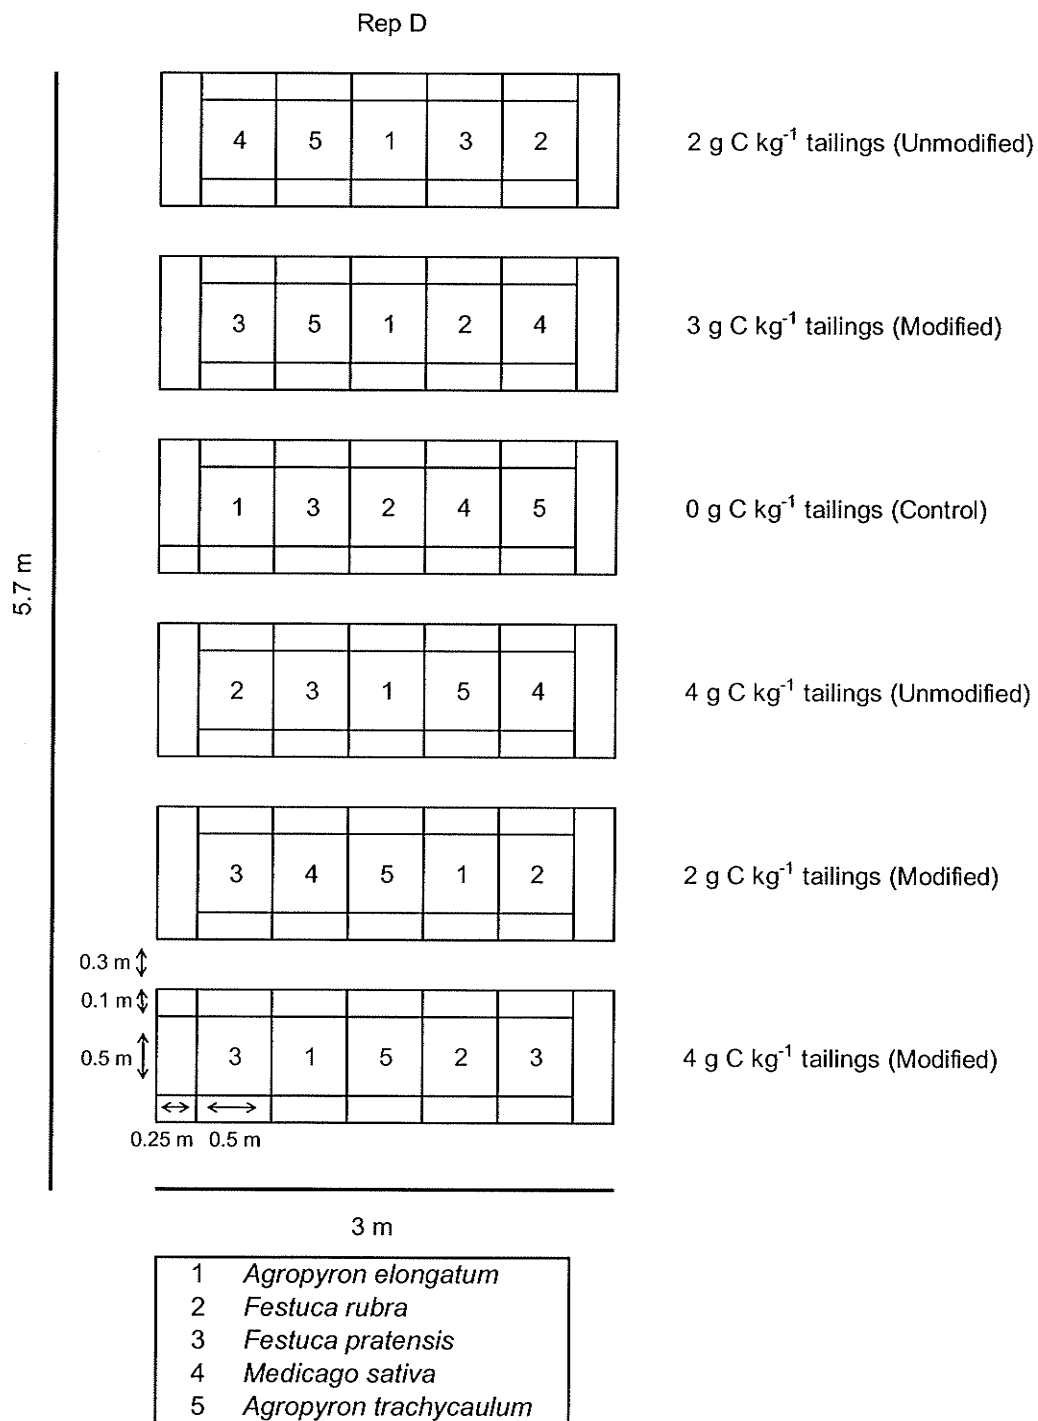 Rep D
4 5 1 3 2 2 g C kg⁻¹ tailings (Unmodified)
3 5 1 2 4 3 g C kg⁻¹ tailings (Modified)
1 3 2 4 5 0 g C kg⁻¹ tailings (Control)
5.7 m
2 3 1 5 4 4 g C kg⁻¹ tailings (Unmodified)
3 4 5 1 2 2 g C kg⁻¹ tailings (Modified)
0.3 m
0.1 m
0.5 m 3 1 5 2 3 4 g C kg⁻¹ tailings (Modified)
0.25 m 0.5 m
3 m
1 Agropyron elongatum
2 Festuca rubra
3 Festuca pratensis
4 Medicago sativa
5 Agropyron trachycaulum